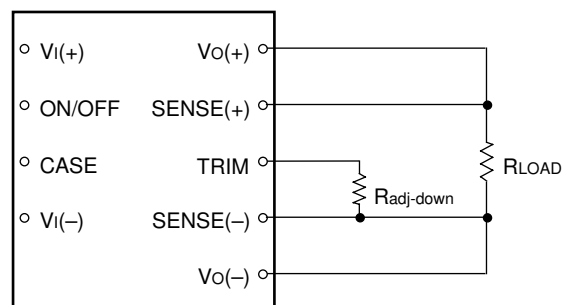 VI(+) VO(+)
ON/OFF SENSE(+)
CASE TRIM RLOAD
Radj-down
VI(–) SENSE(–)
VO(–)